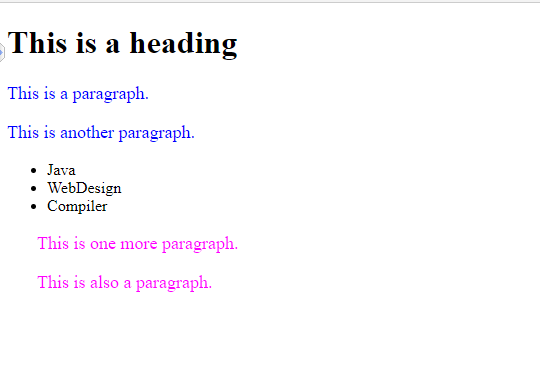 This is a heading
This is a paragraph.
This is another paragraph.
Java
WebDesign
Compiler
This is one more paragraph.
This is also a paragraph.